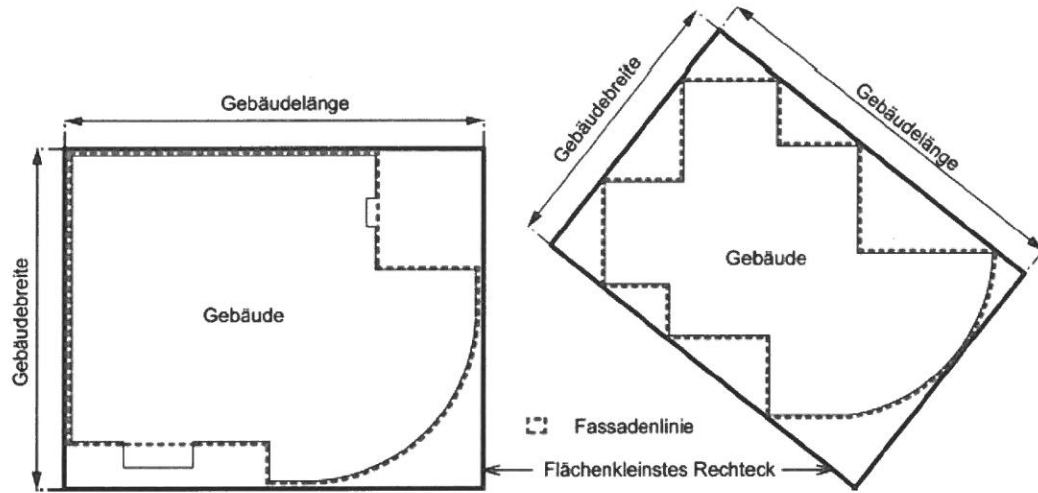 Gebäudelänge
Gebäudebreite
Gebäude
Gebäudebreite
Gebäudelänge
Gebäude
Fassadenlinie
Flächenkleinstes Rechteck